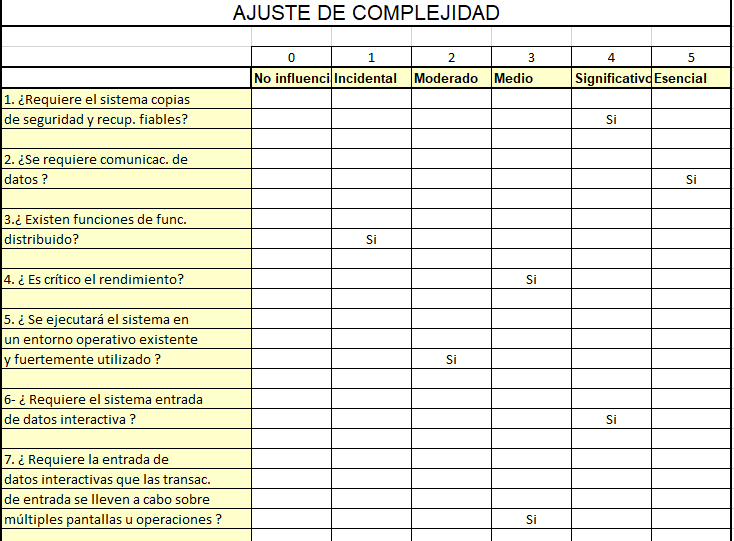 AJUSTE DE COMPLEJIDAD
0 1 2 3 4 5
No influenci Incidental Moderado Medio Significativo Esencial
1. ¿Requiere el sistema copias
de seguridad y recup. fiables? Si
2. ¿Se requiere comunicac. de
datos ? Si
3.¿ Existen funciones de func.
distribuido? Si
4. ¿ Es crítico el rendimiento? Si
5. ¿ Se ejecutará el sistema en
un entorno operativo existente
y fuertemente utilizado ? Si
6- ¿ Requiere el sistema entrada
de datos interactiva ? Si
7. ¿ Requiere la entrada de
datos interactivas que las transac.
de entrada se lleven a cabo sobre
múltiples pantallas u operaciones ? Si